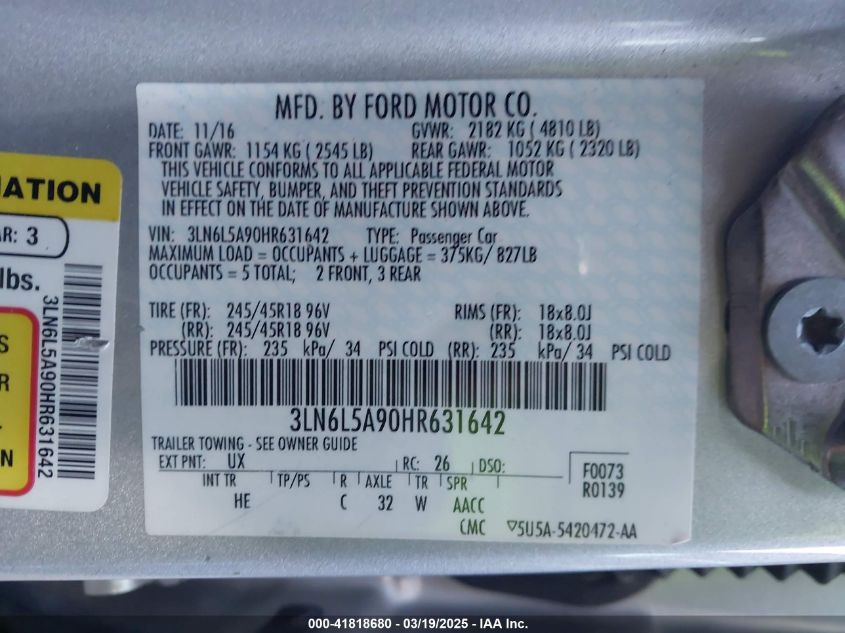 MFD. BY FORD MOTOR CO.
DATE: 11/16 GVWR: 2182 KG ( 4810 LB)
FRONT GAWR: 1154 KG ( 2545 LB) REAR GAWR: 1052 KG ( 2320 LB)
THIS VEHICLE CONFORMS TO ALL APPLICABLE FEDERAL MOTOR
VEHICLE SAFETY, BUMPER, AND THEFT PREVENTION STANDARDS
IN EFFECT ON THE DATE OF MANUFACTURE SHOWN ABOVE.
VIN: 3LN6L5A90HR631642 TYPE: Passenger Car
MAXIMUM LOAD = OCCUPANTS + LUGGAGE = 375KG/ 827LB
OCCUPANTS = 5 TOTAL; 2 FRONT, 3 REAR
TIRE (FR): 245/45R18 96V RIMS (FR): 18x8.0J
(RR): 245/45R18 96V (RR): 18x8.0J
PRESSURE (FR): 235 kPa/ 34 PSI COLD (RR): 235 kPa/ 34 PSI COLD
3LN6L5A90HR631642
TRAILER TOWING - SEE OWNER GUIDE
EXT PNT: UX RC: 26 DSO: F0073
INT TR TP/PS R AXLE TR SPR R0139
HE C 32 W AACC
CMC ▽5U5A-5420472-AA
AR: 3
lbs.
3LN6L5A90HR631642
000-41818680 - 03/19/2025 - IAA Inc.